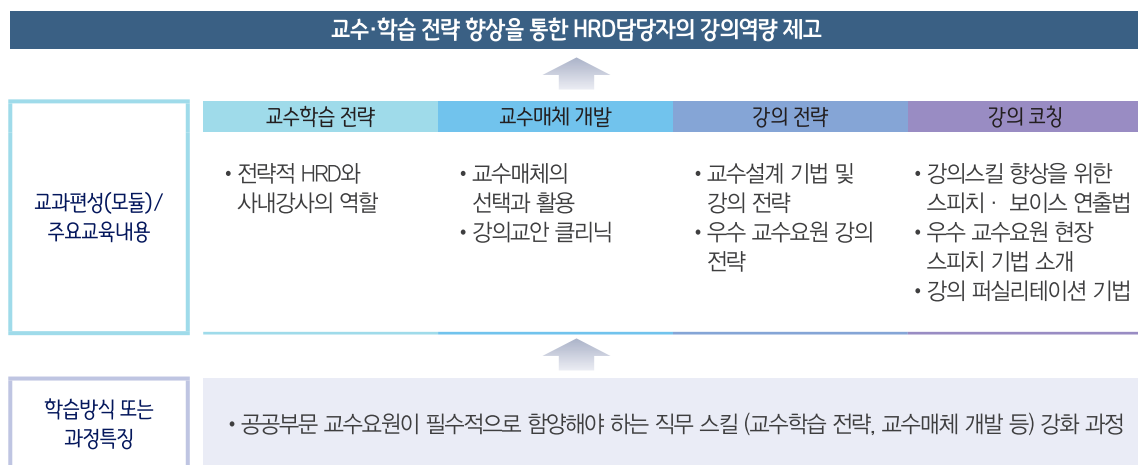 교수·학습 전략 향상을 통한 HRD담당자의 강의역량 제고
교과편성(모듈)/
주요교육내용
교수학습 전략
• 전략적 HRD와
사내강사의 역할
교수매체 개발
• 교수매체의
선택과 활용
• 강의교안 클리닉
강의 전략
• 교수설계 기법 및
강의 전략
• 우수 교수요원 강의
전략
강의 코칭
• 강의스킬 향상을 위한
스피치 · 보이스 연출법
• 우수 교수요원 현장
스피치 기법 소개
• 강의 퍼실리테이션 기법
학습방식 또는
과정특징
• 공공부문 교수요원이 필수적으로 함양해야 하는 직무 스킬 (교수학습 전략, 교수매체 개발 등) 강화 과정